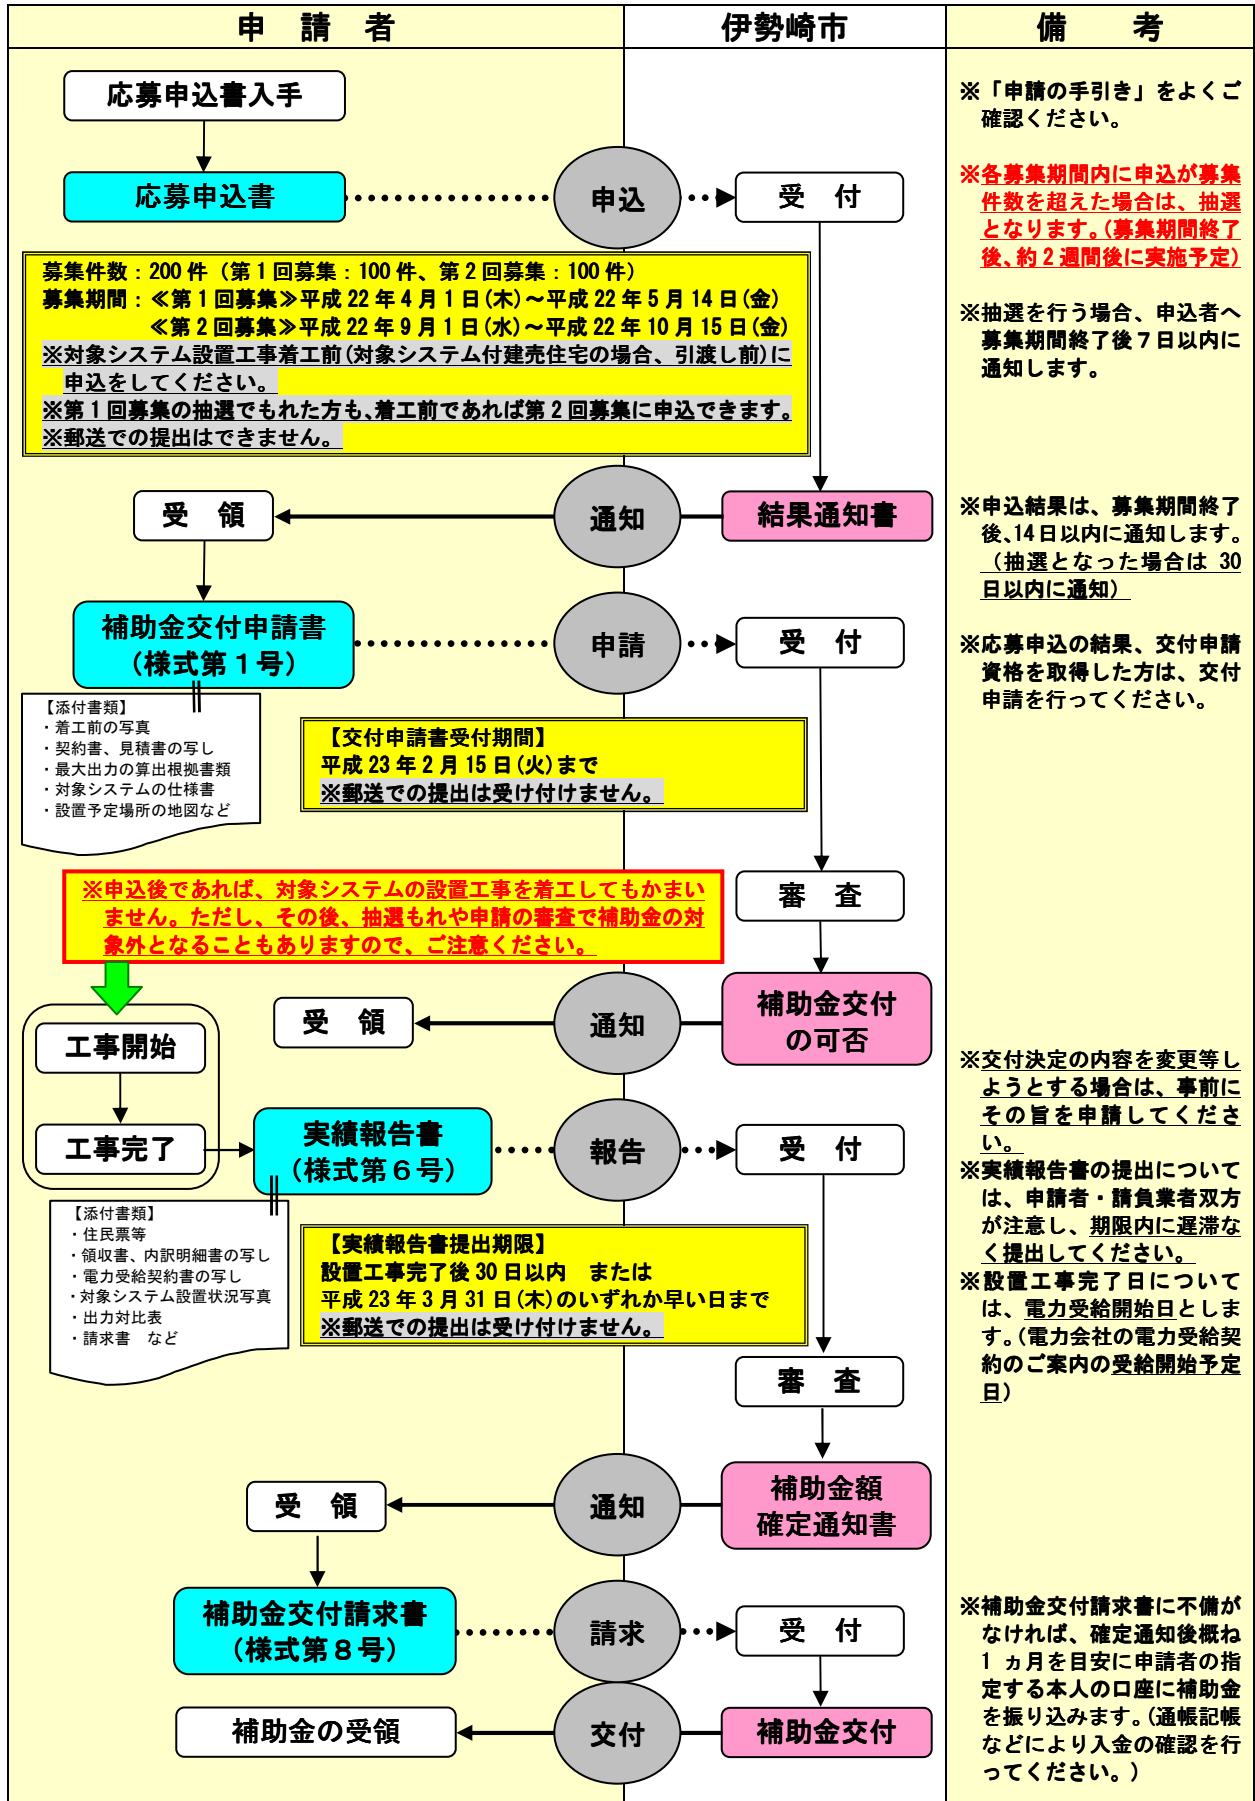 申　請　者
伊勢崎市
備　　考
応募申込書入手
応募申込書
申込
受　付
募集件数：200 件（第１回募集：100 件、第２回募集：100 件）
募集期間：≪第１回募集≫平成 22 年 4 月 1 日(木)～平成 22 年 5 月 14 日(金)
≪第２回募集≫平成 22 年 9 月 1 日(水)～平成 22 年 10 月 15 日(金)
※対象システム設置工事着工前(対象システム付建売住宅の場合、引渡し前)に
申込をしてください。
※第１回募集の抽選でもれた方も、着工前であれば第２回募集に申込できます。
※郵送での提出はできません。
受　領
通知
結果通知書
補助金交付申請書
（様式第１号）
申請
受　付
【添付書類】
・着工前の写真
・契約書、見積書の写し
・最大出力の算出根拠書類
・対象システムの仕様書
・設置予定場所の地図など
【交付申請書受付期間】
平成 23 年 2 月 15 日(火)まで
※郵送での提出は受け付けません。
※申込後であれば、対象システムの設置工事を着工してもかまい
ません。ただし、その後、抽選もれや申請の審査で補助金の対
象外となることもありますので、ご注意ください。
審　査
受　領
通知
補助金交付
の可否
工事開始
工事完了
実績報告書
（様式第６号）
報告
受　付
【添付書類】
・住民票等
・領収書、内訳明細書の写し
・電力受給契約書の写し
・対象システム設置状況写真
・出力対比表
・請求書　など
【実績報告書提出期限】
設置工事完了後 30 日以内　または
平成 23 年 3 月 31 日(木)のいずれか早い日まで
※郵送での提出は受け付けません。
審　査
受　領
通知
補助金額
確定通知書
補助金交付請求書
（様式第８号）
請求
受　付
補助金の受領
交付
補助金交付
※「申請の手引き」をよくご
確認ください。
※各募集期間内に申込が募集
件数を超えた場合は、抽選
となります。（募集期間終了
後、約２週間後に実施予定）
※抽選を行う場合、申込者へ
募集期間終了後７日以内に
通知します。
※申込結果は、募集期間終了
後、14 日以内に通知します。
（抽選となった場合は 30
日以内に通知）
※応募申込の結果、交付申請
資格を取得した方は、交付
申請を行ってください。
※交付決定の内容を変更等し
ようとする場合は、事前に
その旨を申請してくださ
い。
※実績報告書の提出について
は、申請者・請負業者双方
が注意し、期限内に遅滞な
く提出してください。
※設置工事完了日について
は、電力受給開始日としま
す。（電力会社の電力受給契
約のご案内の受給開始予定
日）
※補助金交付請求書に不備が
なければ、確定通知後概ね
1 ヵ月を目安に申請者の指
定する本人の口座に補助金
を振り込みます。（通帳記帳
などにより入金の確認を行
ってください。）